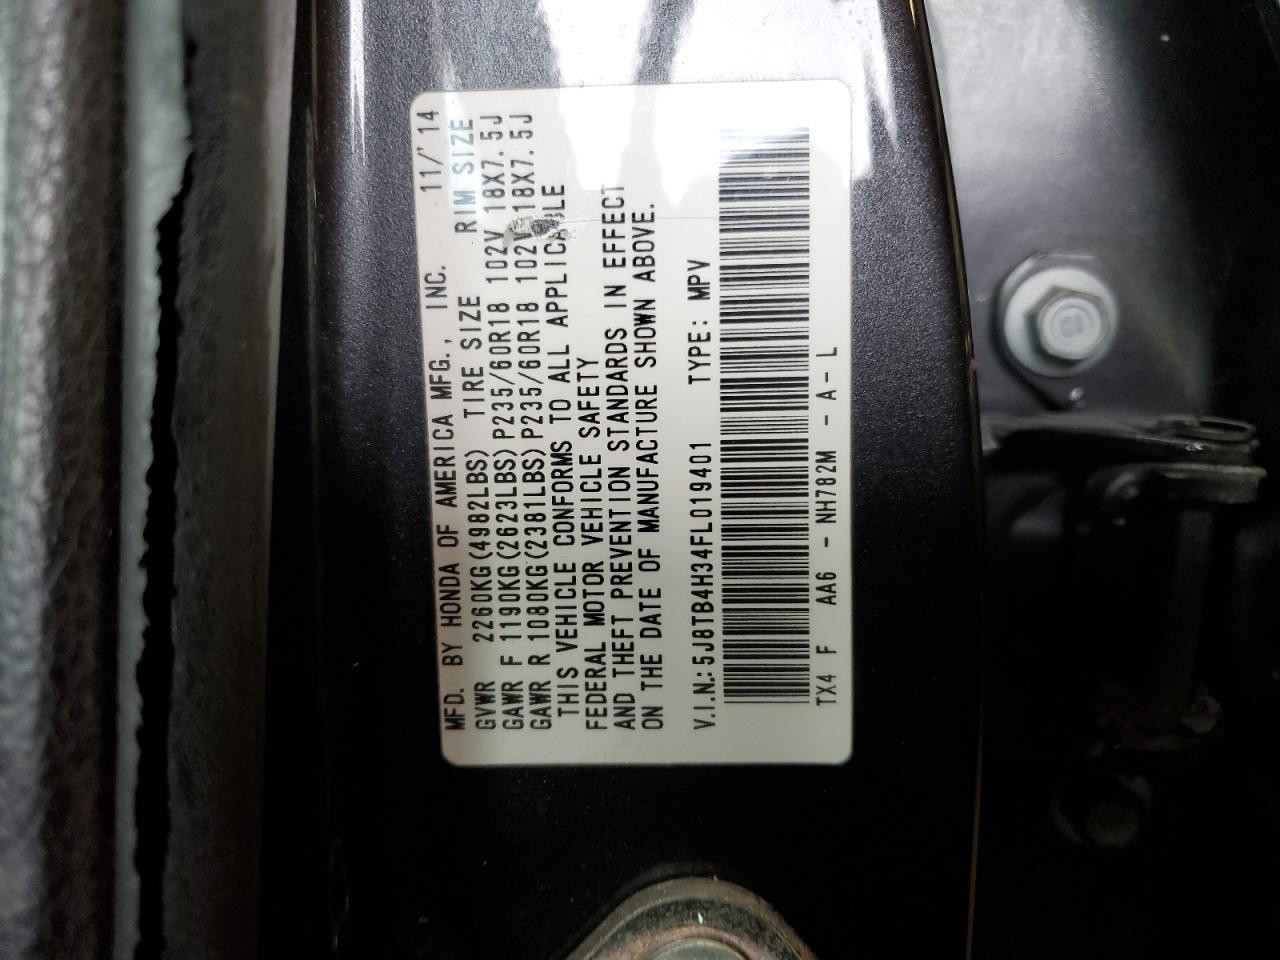 MFD. BY HONDA OF AMERICA MFG., INC. 11/'14
GVWR 2260KG(4982LBS) TIRE SIZE RIM SIZE
GAWR F 1190KG(2623LBS)P235/60R18 102V 18X7.5J
GAWR R 1080KG(2381LBS)P235/60R18 102V 18X7.5J
THIS VEHICLE CONFORMS TO ALL APPLICABLE
FEDERAL MOTOR VEHICLE SAFETY
AND THEFT PREVENTION STANDARDS IN EFFECT
ON THE DATE OF MANUFACTURE SHOWN ABOVE.
V.I.N.:5J8TB4H34FL019401 TYPE: MPV
TX4 F AA6 - NH782M - A - L